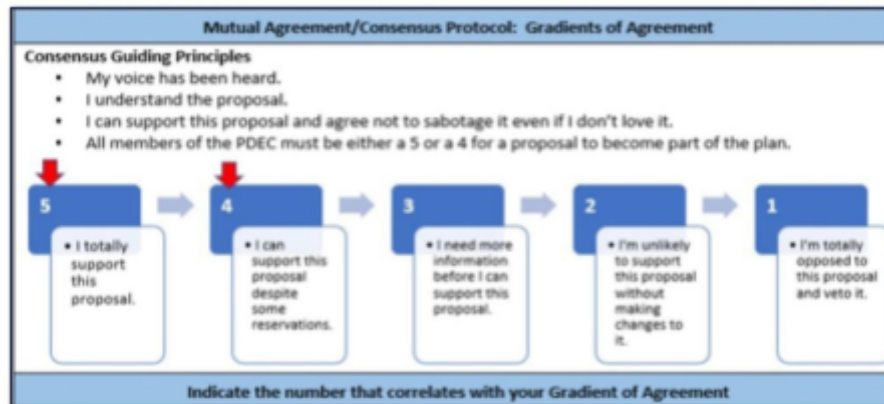 Mutual Agreement/Consensus Protocol: Gradients of Agreement
Consensus Guiding Principles
• My voice has been heard.
• I understand the proposal.
• I can support this proposal and agree not to sabotage it even if I don't love it.
• All members of the PDEC must be either a 5 or a 4 for a proposal to become part of the plan.
5
• I totally
support
this
proposal.
4
• I can
support this
proposal
despite
some
reservations.
3
• I need more
information
before I can
support this
proposal.
2
• I'm unlikely
to support
this proposal
without
making
changes to
it.
1
• I'm totally
opposed to
this proposal
and veto it.
Indicate the number that correlates with your Gradient of Agreement